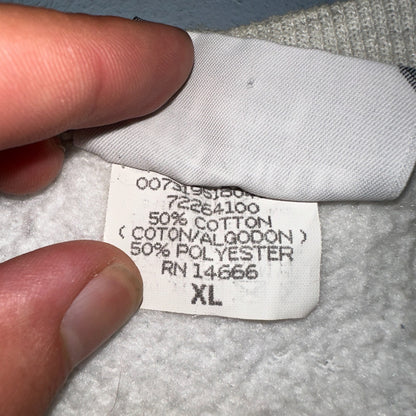 72264100
50% COTTON
( COTON/ALGODON )
50% POLYESTER
RN 14666
XL